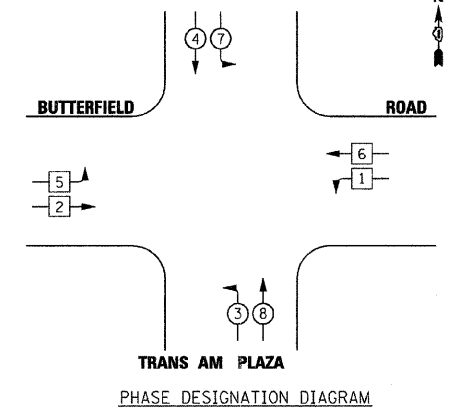 N
4 7
BUTTERFIELD ROAD
6
5 1
2
3 8
TRANS AM PLAZA
PHASE DESIGNATION DIAGRAM